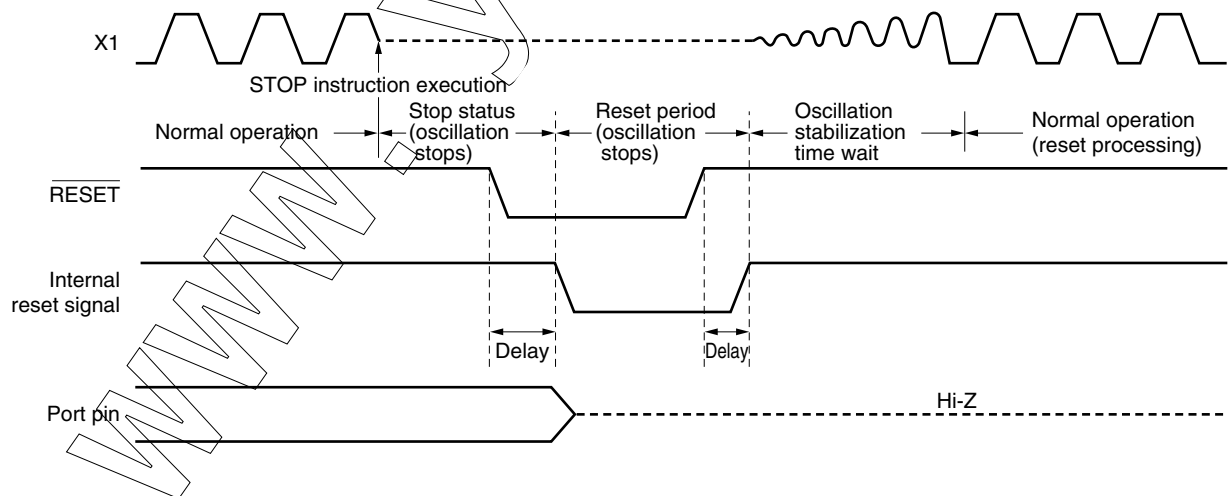 X1
STOP instruction execution
Normal operation
Stop status
(oscillation
stops)
Reset period
(oscillation
stops)
Oscillation
stabilization
time wait
Normal operation
(reset processing)
RESET
Internal
reset signal
Delay
Delay
Port pin
Hi-Z
www.y